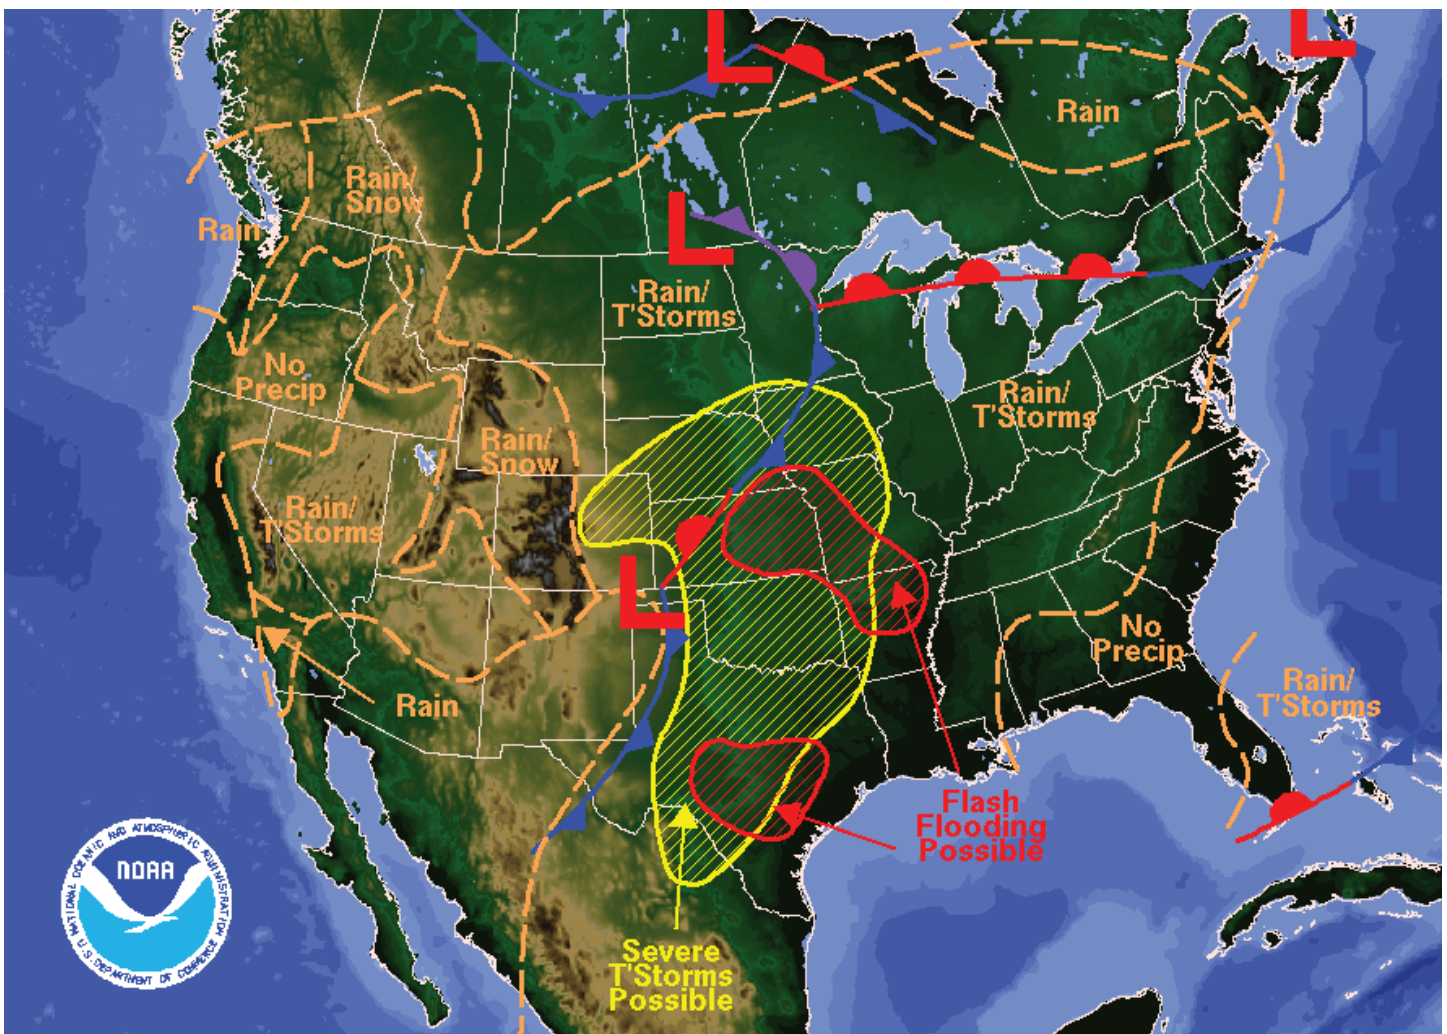 L
L
Rain
Rain/
Snow
Rain
L
Rain/
T'Storms
No
Precip
Rain/
T'Storms
Rain/
Snow
H
Rain/
T'Storms
L
No
Precip
Rain
Rain/
T'Storms
Flash
Flooding
Possible
Severe
T'Storms
Possible
NATIONAL OCEANIC AND ATMOSPHERIC ADMINISTRATION
NOAA
U.S. DEPARTMENT OF COMMERCE